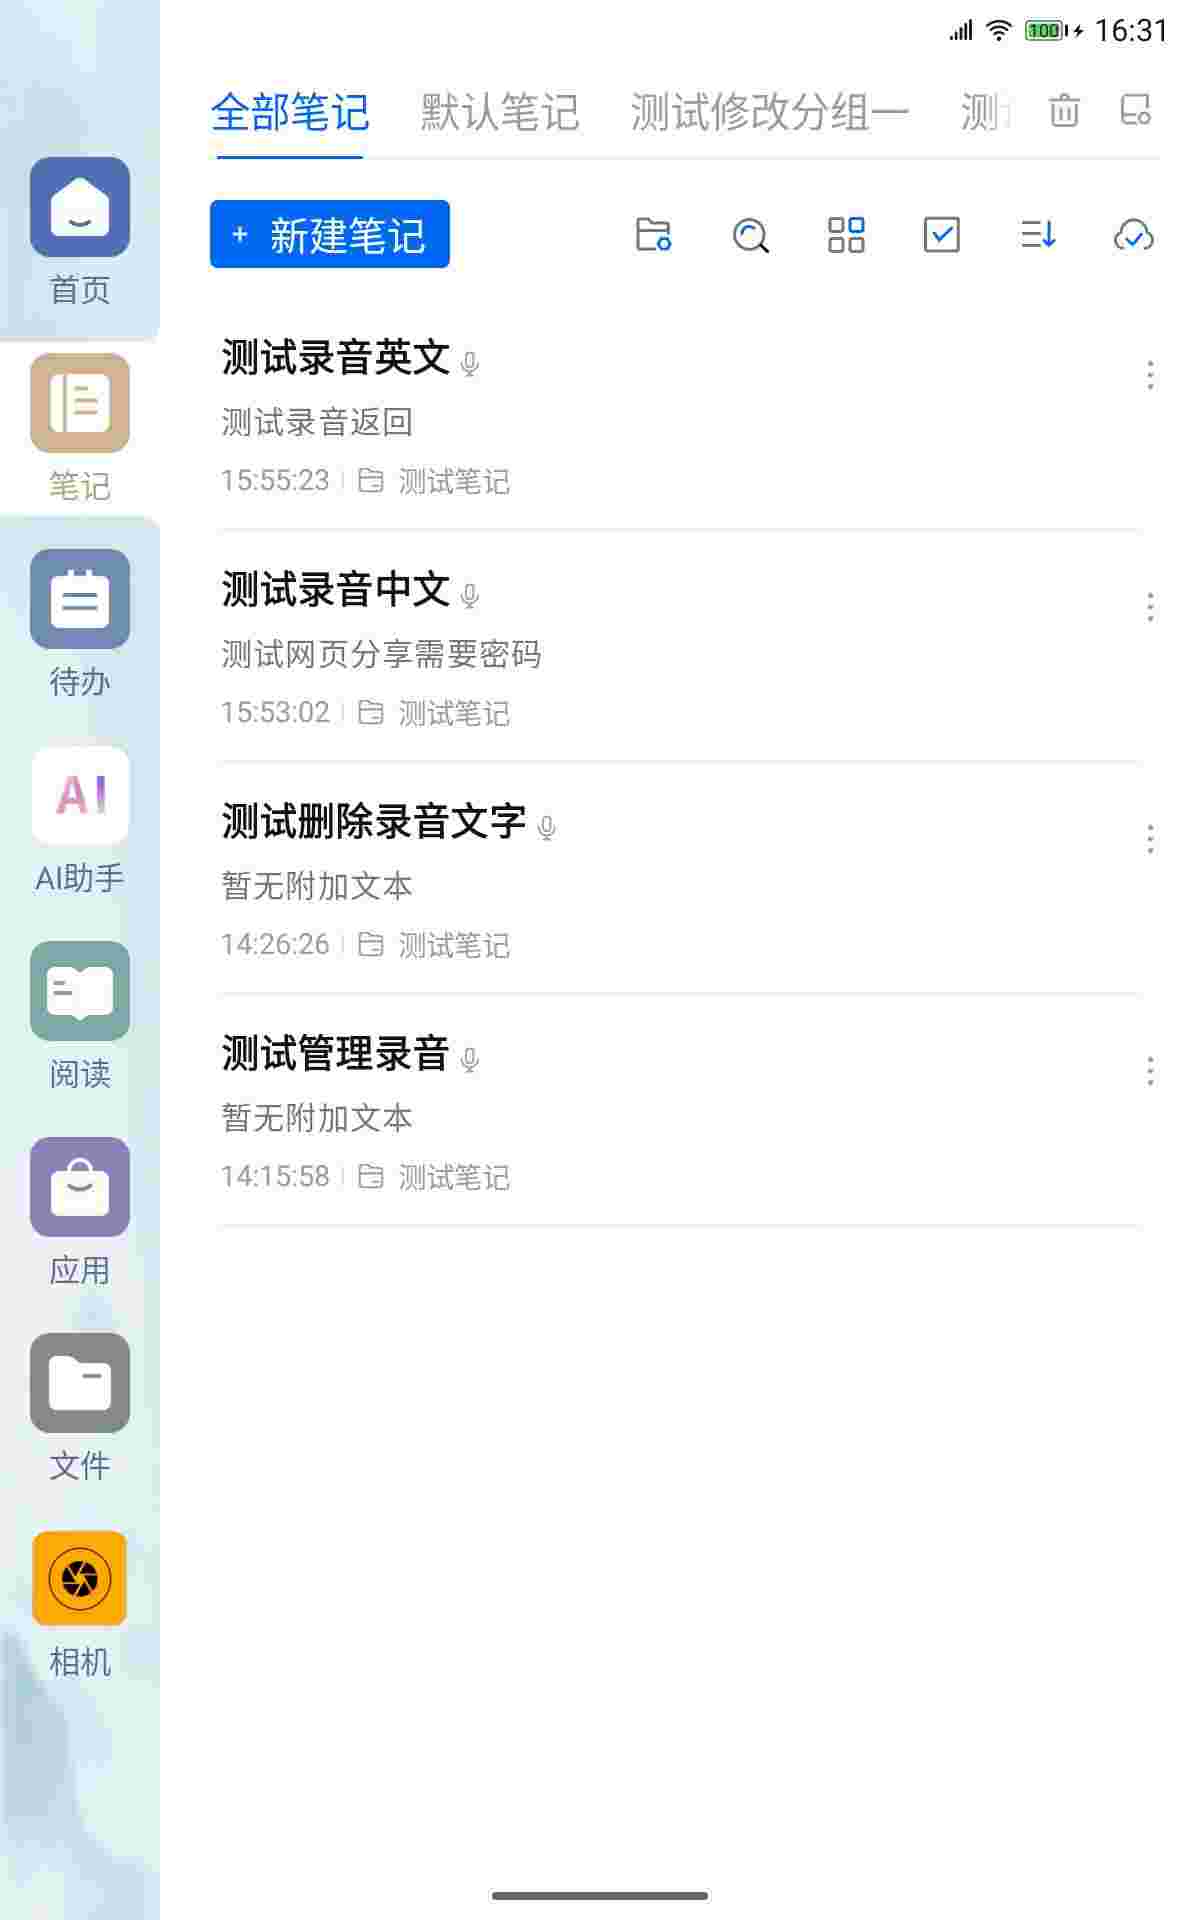 100 16:31
全部笔记 默认笔记 测试修改分组一 测
+ 新建笔记
首页
笔记
待办
AI
AI助手
阅读
应用
文件
相机
测试录音英文
测试录音返回
15:55:23 测试笔记
测试录音中文
测试网页分享需要密码
15:53:02 测试笔记
测试删除录音文字
暂无附加文本
14:26:26 测试笔记
测试管理录音
暂无附加文本
14:15:58 测试笔记